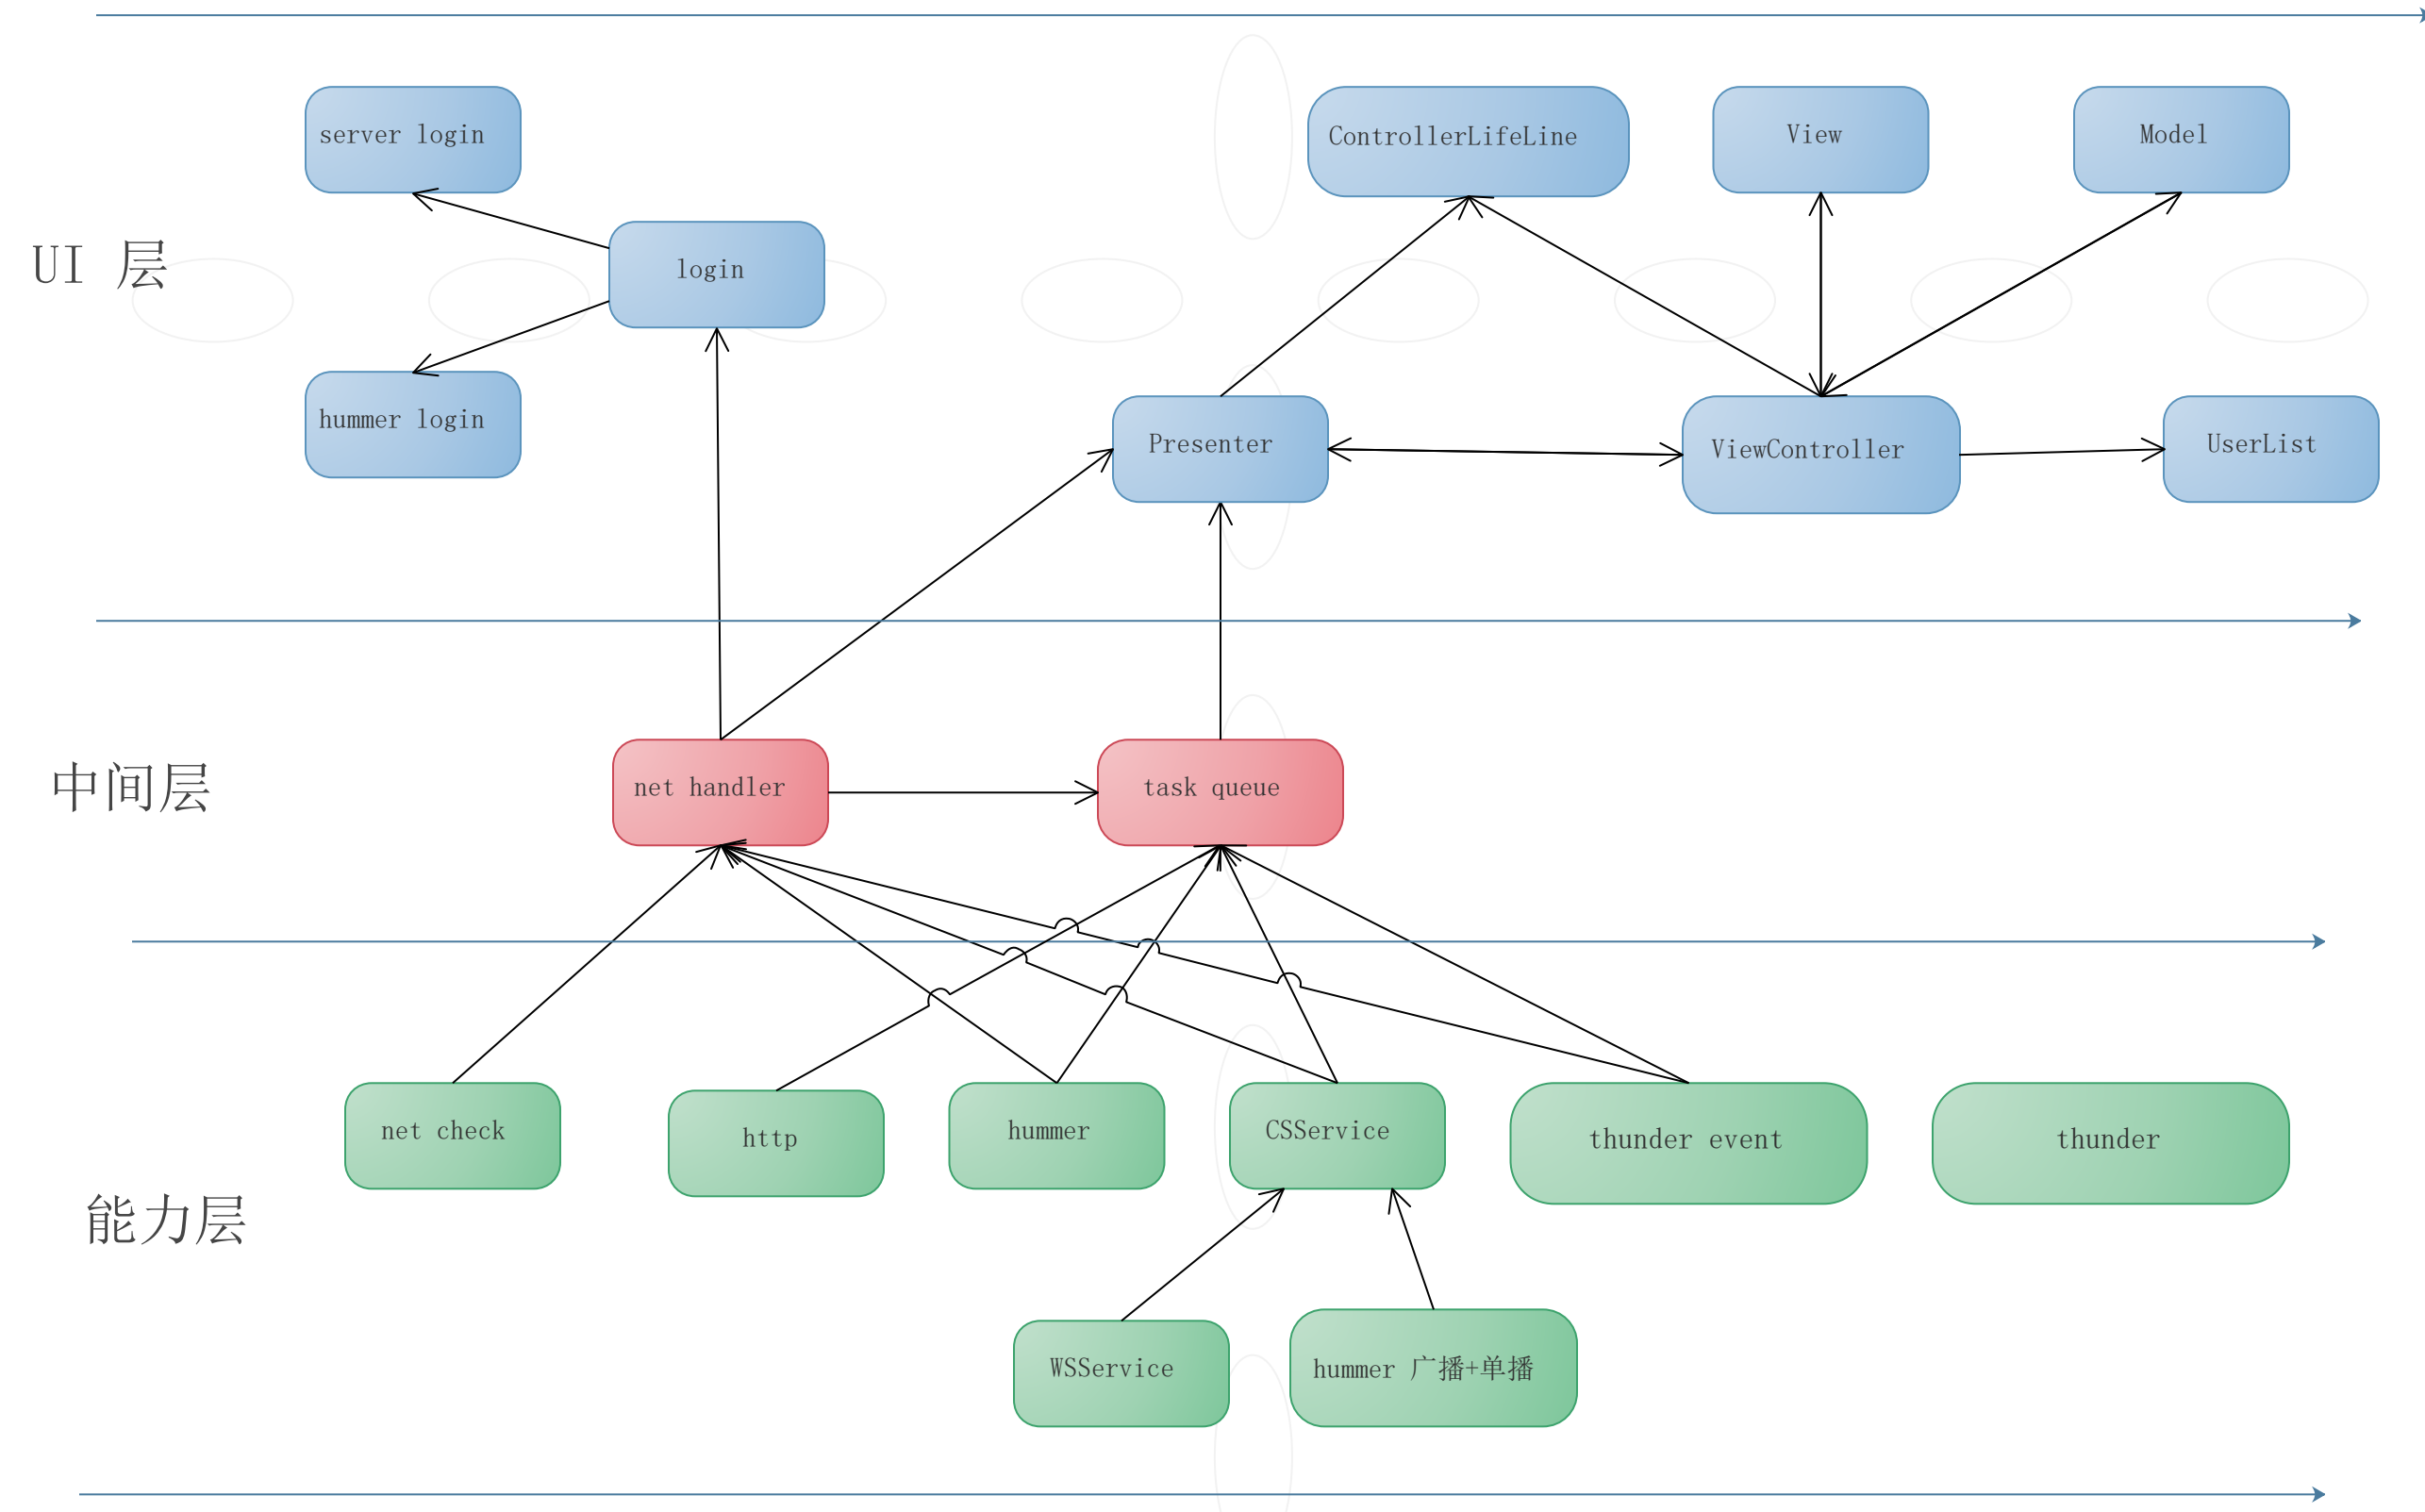 server login
ControllerLifeLine
View
Model
UI 层
login
hummer login
Presenter
ViewController
UserList
中间层
net handler
task queue
能力层
net check
http
hummer
CSService
thunder event
thunder
WSService
hummer 广播+单播